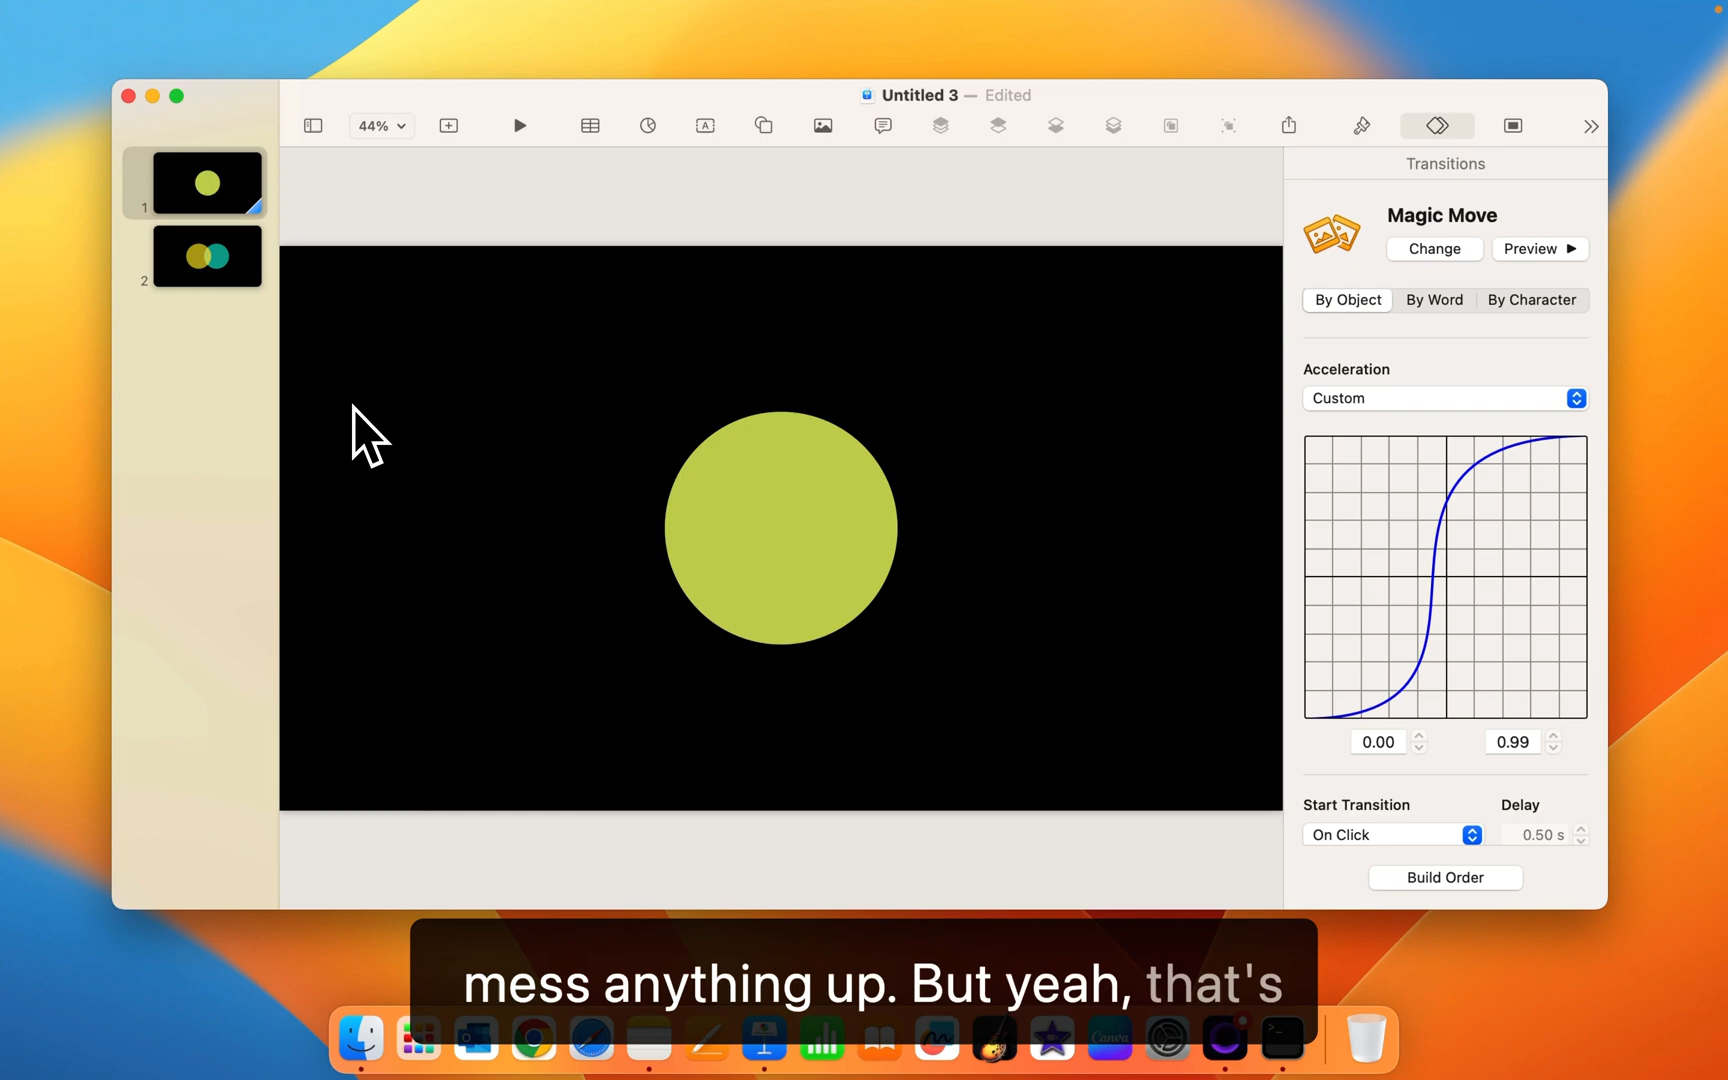 Untitled 3 — Edited
44%
Transitions
1
2
Magic Move
Change
Preview
By Object
By Word
By Character
Acceleration
Custom
0.00
0.99
Start Transition
Delay
On Click
0.50 s
Build Order
mess anything up. But yeah, that's
Canva